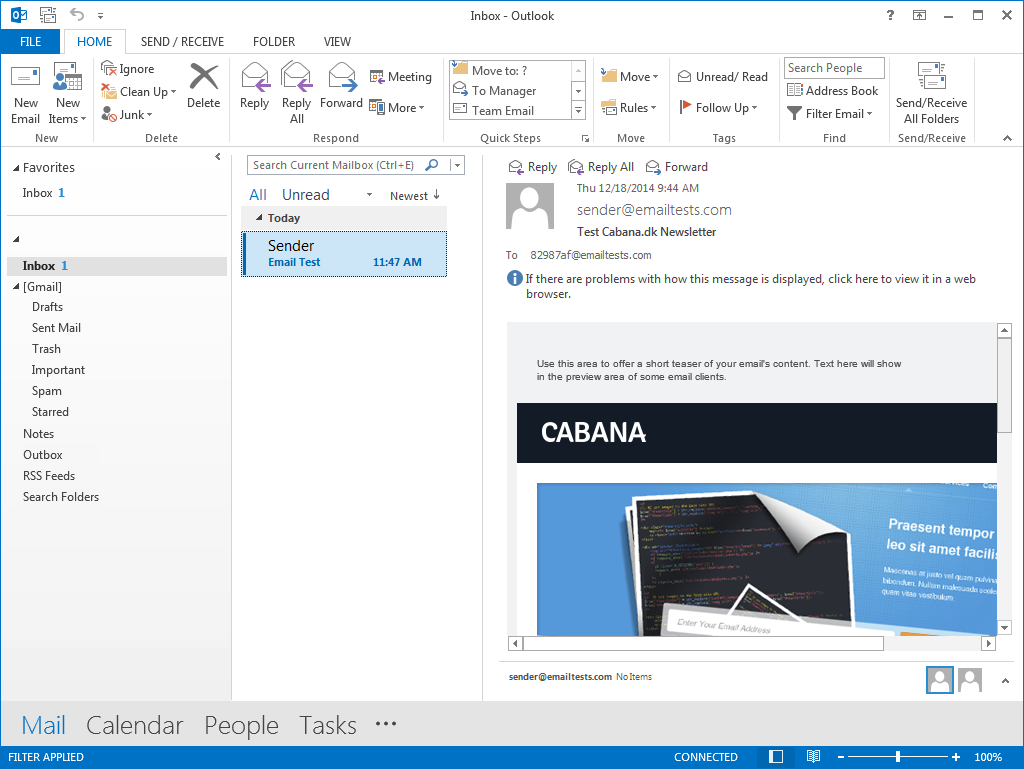 Inbox - Outlook
FILE HOME SEND / RECEIVE FOLDER VIEW
New Email
New Items
New
Ignore
Clean Up
Junk
Delete
Delete
Reply
Reply All
Forward
Meeting
More
Respond
Move to: ?
To Manager
Team Email
Quick Steps
Move
Rules
Move
Unread/ Read
Follow Up
Tags
Search People
Address Book
Filter Email
Find
Send/Receive
All Folders
Send/Receive
Favorites
Inbox 1
Inbox 1
[Gmail]
Drafts
Sent Mail
Trash
Important
Spam
Starred
Notes
Outbox
RSS Feeds
Search Folders
Search Current Mailbox (Ctrl+E)
All Unread Newest
Today
Sender
Email Test 11:47 AM
Reply Reply All Forward
Thu 12/18/2014 9:44 AM
sender@emailtests.com
Test Cabana.dk Newsletter
To 82987af@emailtests.com
If there are problems with how this message is displayed, click here to view it in a web
browser.
Use this area to offer a short teaser of your email's content. Text here will show
in the preview area of some email clients.
CABANA
Praesent tempor
leo sit amet facilis
Maecenas at justo vel quam pulvina
bibendum. Nullam malesuada scele
quam vitae vestibulum
Enter Your Email Address
sender@emailtests.com No Items
Mail Calendar People Tasks
FILTER APPLIED CONNECTED 100%